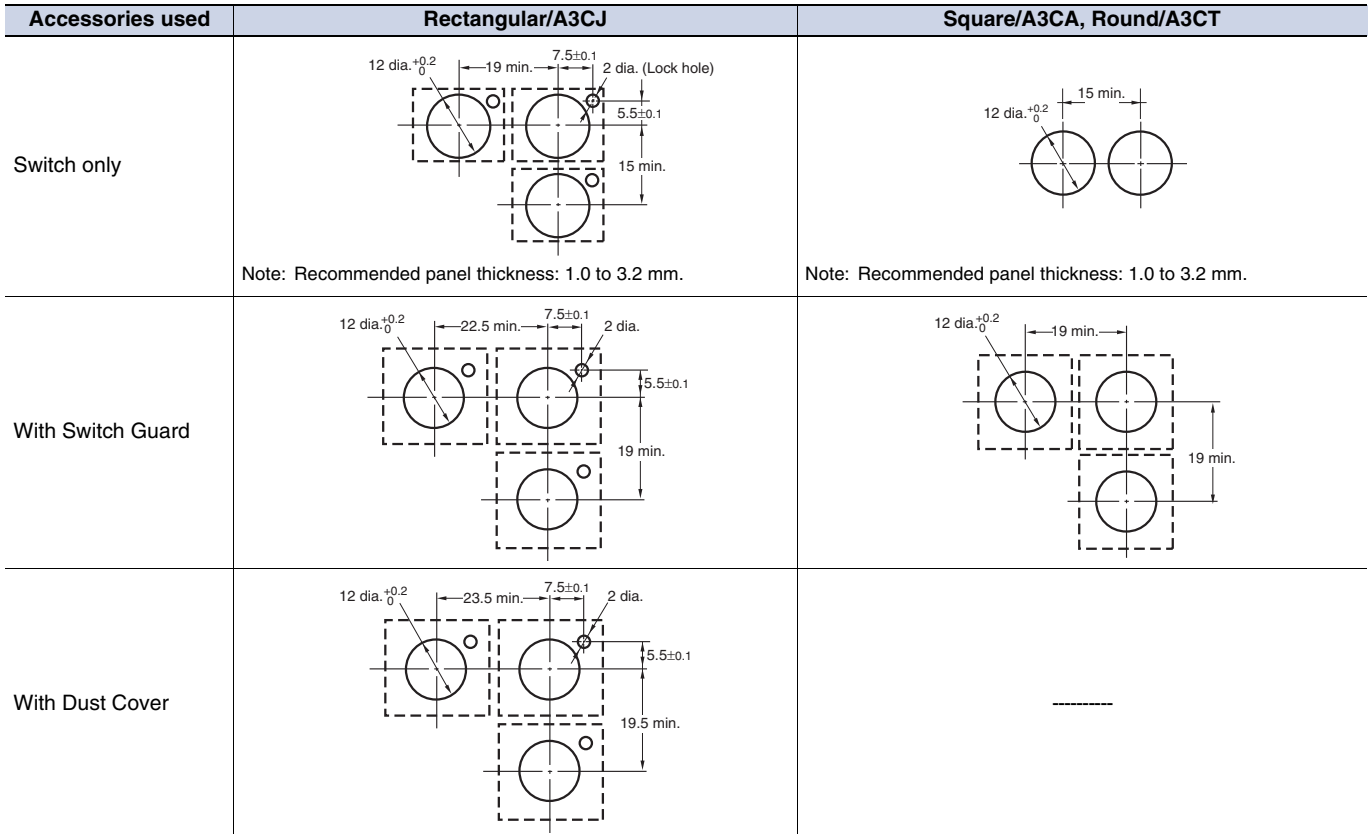 Accessories used Rectangular/A3CJ Square/A3CA, Round/A3CT
Switch only
12 dia.+0.2 0
19 min.
7.5±0.1
2 dia. (Lock hole)
5.5±0.1
15 min.
Note: Recommended panel thickness: 1.0 to 3.2 mm.
12 dia.+0.2 0
15 min.
Note: Recommended panel thickness: 1.0 to 3.2 mm.
With Switch Guard
12 dia.+0.2 0
22.5 min.
7.5±0.1
2 dia.
5.5±0.1
19 min.
12 dia.+0.2 0
19 min.
19 min.
With Dust Cover
12 dia.+0.2 0
23.5 min.
7.5±0.1
2 dia.
5.5±0.1
19.5 min.
----------